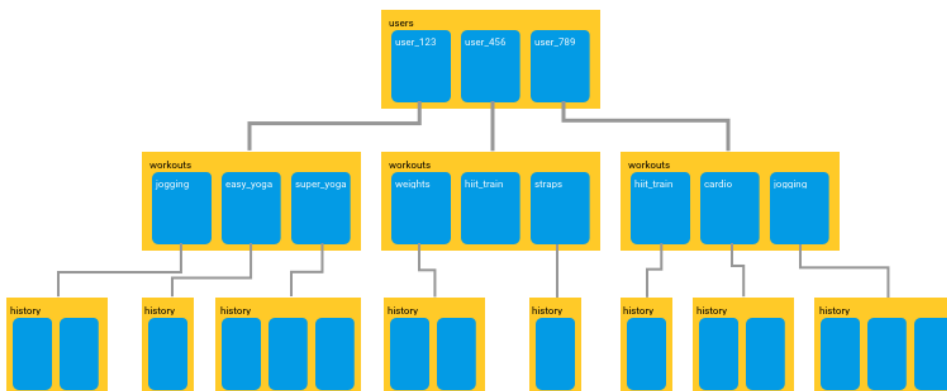 users
user_123 user_456 user_789
workouts workouts workouts
jogging easy_yoga super_yoga weights hiit_train straps hiit_train cardio jogging
history history history history history history history history